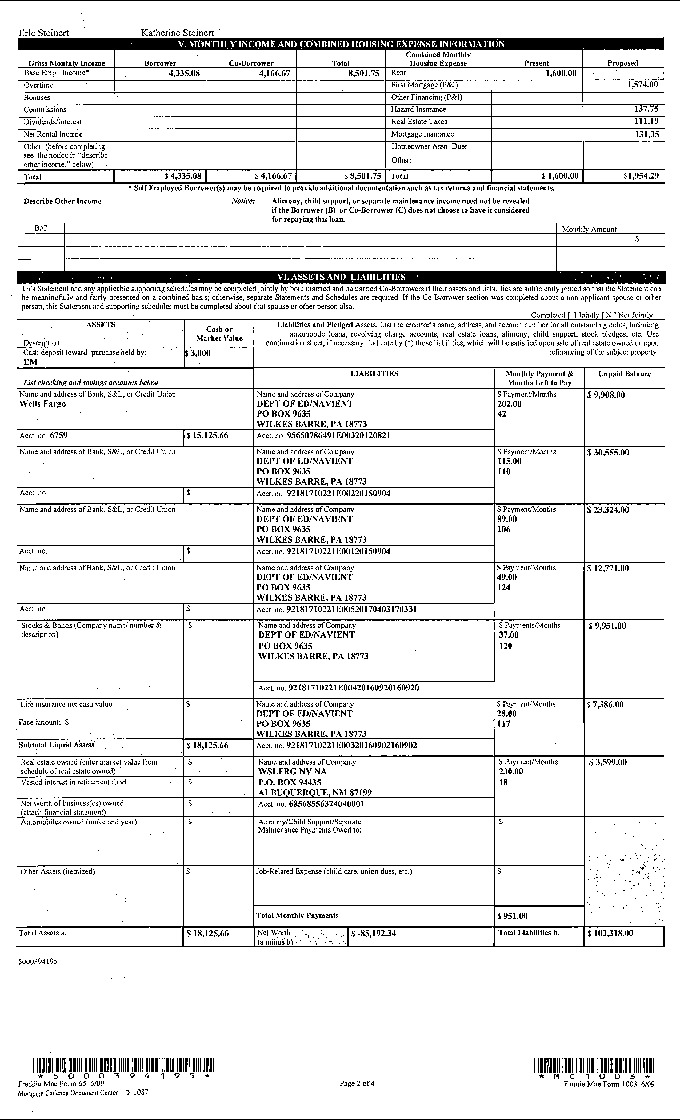 Eric Steinert Katherine Steinert
V. MONTHLY INCOME AND COMBINED HOUSING EXPENSE INFORMATION
Gross Monthly Income Borrower Co-Borrower Total Combined Monthly Housing Expense Present Proposed
Base Empl. Income* 4,335.08 4,166.67 8,501.75 Rent 1,600.00
Overtime First Mortgage (P&I) 1,574.00
Bonuses Other Financing (P&I)
Commissions Hazard Insurance 137.75
Dividends/Interest Real Estate Taxes 111.19
Net Rental Income Mortgage Insurance 131.35
Other (before completing, see the notice in "describe other income," below) Homeowner Assn. Dues
Other:
Total $ 4,335.08 $ 4,166.67 $ 8,501.75 Total $ 1,600.00 $1,954.29
* Self Employed Borrower(s) may be required to provide additional documentation such as tax returns and financial statements.
Describe Other Income Notice: Alimony, child support, or separate maintenance income need not be revealed
if the Borrower (B) or Co-Borrower (C) does not choose to have it considered
for repaying this loan.
B/C Monthly Amount
$
VI. ASSETS AND LIABILITIES
This Statement and any applicable supporting schedules may be completed jointly by both married and unmarried Co-Borrowers if their assets and liabilities are sufficiently joined so that the Statement can
be meaningfully and fairly presented on a combined basis; otherwise, separate Statements and Schedules are required. If the Co-Borrower section was completed about a non-applicant spouse or other
person, this Statement and supporting schedules must be completed about that spouse or other person also.
Completed [ ] Jointly [ X ] Not Jointly
ASSETS Cash or Market Value
Description
Cash deposit toward purchase held by: $ 3,000
EM
Liabilities and Pledged Assets. List the creditor's name, address, and account number for all outstanding debts, including
automobile loans, revolving charge accounts, real estate loans, alimony, child support, stock pledges, etc. Use
continuation sheet, if necessary. Indicate by (*) those liabilities, which will be satisfied upon sale of real estate owned or upon
refinancing of the subject property.
List checking and savings accounts below LIABILITIES Monthly Payment & Months Left to Pay Unpaid Balance
Name and address of Bank, S&L, or Credit Union Name and address of Company $ Payment/Months $ 9,908.00
Wells Fargo DEPT OF ED/NAVIENT 202.00
PO BOX 9635 42
WILKES BARRE, PA 18773
Acct. no. 6759 $ 15,125.66 Acct. no.
Name and address of Bank, S&L, or Credit Union Name and address of Company $ Payment/Months $ 30,555.00
DEPT OF ED/NAVIENT 115.00
PO BOX 9635 110
WILKES BARRE, PA 18773
Acct. no. $ Acct. no. 92181710221E00220150904
Name and address of Bank, S&L, or Credit Union Name and address of Company $ Payment/Months $ 23,324.00
DEPT OF ED/NAVIENT 89.00
PO BOX 9635 106
WILKES BARRE, PA 18773
Acct. no. $ Acct. no. 92181710221E00120150904
Name and address of Bank, S&L, or Credit Union Name and address of Company $ Payment/Months $ 12,771.00
DEPT OF ED/NAVIENT 49.00
PO BOX 9635 124
WILKES BARRE, PA 18773
Acct. no. $ Acct. no. 92181710221E00520170403170331
Stocks & Bonds (Company name/ number & description) $ Name and address of Company $ Payments/Months $ 9,951.00
DEPT OF ED/NAVIENT 37.00
PO BOX 9635 120
WILKES BARRE, PA 18773
Acct. no. 92181710221E00420160920160920
Life insurance net cash value $ Name and address of Company $ Payment/Months $ 7,386.00
DEPT OF ED/NAVIENT 28.00
Face amount: $ PO BOX 9635 117
WILKES BARRE, PA 18773
Subtotal Liquid Assets $ 18,125.66 Acct. no. 92181710221E00320160902160902
Real estate owned (enter market value from schedule of real estate owned) $ Name and address of Company $ Payment/Months $ 3,599.00
WSLFRG NV NA
Vested interest in retirement fund $ P.O. BOX 94435 18
ALBUQUERQUE, NM 87199
Net worth of business(es) owned (attach financial statement) $ Acct. no.
Automobiles owned (make and year) $ Alimony/Child Support/Separate Maintenance Payments Owed to: $
Other Assets (itemized) $ Job-Related Expense (child care, union dues, etc.) $
Total Monthly Payments $ 951.00
Total Assets a. $ 18,125.66 Net Worth (a minus b) $ -85,192.34 Total Liabilities b. $ 103,318.00
5000394195
* 5 0 0 0 3 9 4 1 9 5 *
Freddie Mac Form 65 6/09 Page 2 of 4 Fannie Mae Form 1003 6/09